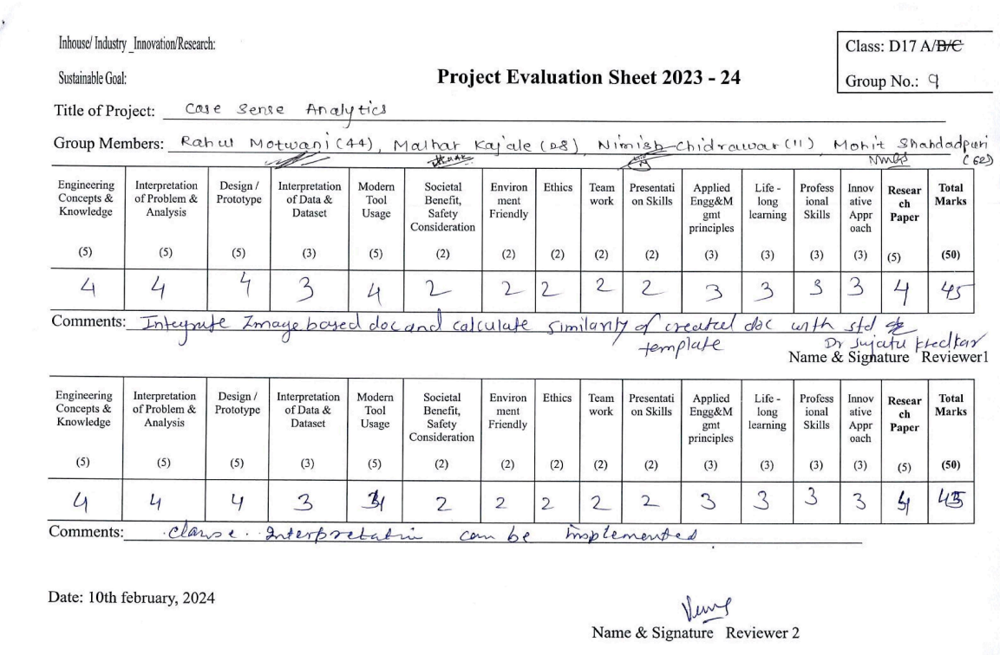 Inhouse/ Industry _Innovation/Research:
Class: D17 A/B/C
Sustainable Goal:
Project Evaluation Sheet 2023 - 24
Group No.: 9
Title of Project: Case Sense Analytics
Group Members: Rahul Motwani (44), Malhar Kajale (28), Nimish Chidrawar (11) Mohit Shahdadpuri
(62)
Engineering Concepts & Knowledge (5) Interpretation of Problem & Analysis (5) Design / Prototype (5) Interpretation of Data & Dataset (3) Modern Tool Usage (5) Societal Benefit, Safety Consideration (2) Environ ment Friendly (2) Ethics (2) Team work (2) Presentati on Skills (2) Applied Engg&M gmt principles (3) Life - long learning (3) Profess ional Skills (3) Innov ative Appr oach (3) Resear ch Paper (5) Total Marks (50)
4 4 4 3 4 2 2 2 2 2 3 3 3 3 4 45
Comments: Integrate Image based doc and calculate similarity of created doc with std
template
Dr Sujata Khedkar
Name & Signature Reviewer1
Engineering Concepts & Knowledge (5) Interpretation of Problem & Analysis (5) Design / Prototype (5) Interpretation of Data & Dataset (3) Modern Tool Usage (5) Societal Benefit, Safety Consideration (2) Environ ment Friendly (2) Ethics (2) Team work (2) Presentati on Skills (2) Applied Engg&M gmt principles (3) Life - long learning (3) Profess ional Skills (3) Innov ative Appr oach (3) Resear ch Paper (5) Total Marks (50)
4 4 4 3 4 2 2 2 2 2 3 3 3 3 4 45
Comments: Clause Interpretation can be implemented
Date: 10th february, 2024
Name & Signature Reviewer 2